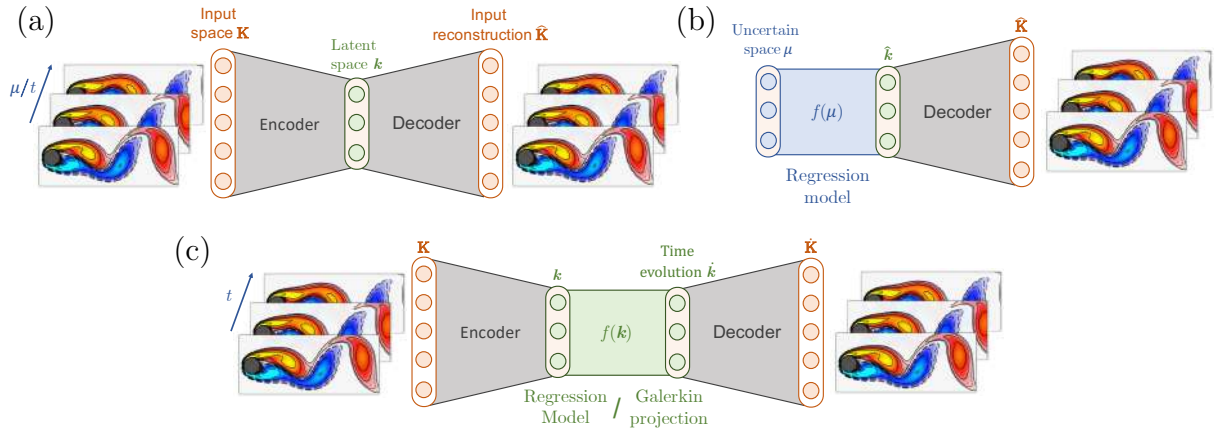 (a)
Input
space K
Latent
space k
Input
reconstruction K̂
μ/t
Encoder
Decoder
(b)
Uncertain
space μ
k̂
K̂
f(μ)
Decoder
Regression
model
(c)
K
k
Time
evolution k̇
K̇
t
Encoder
f(k)
Decoder
Regression
Model
/
Galerkin
projection